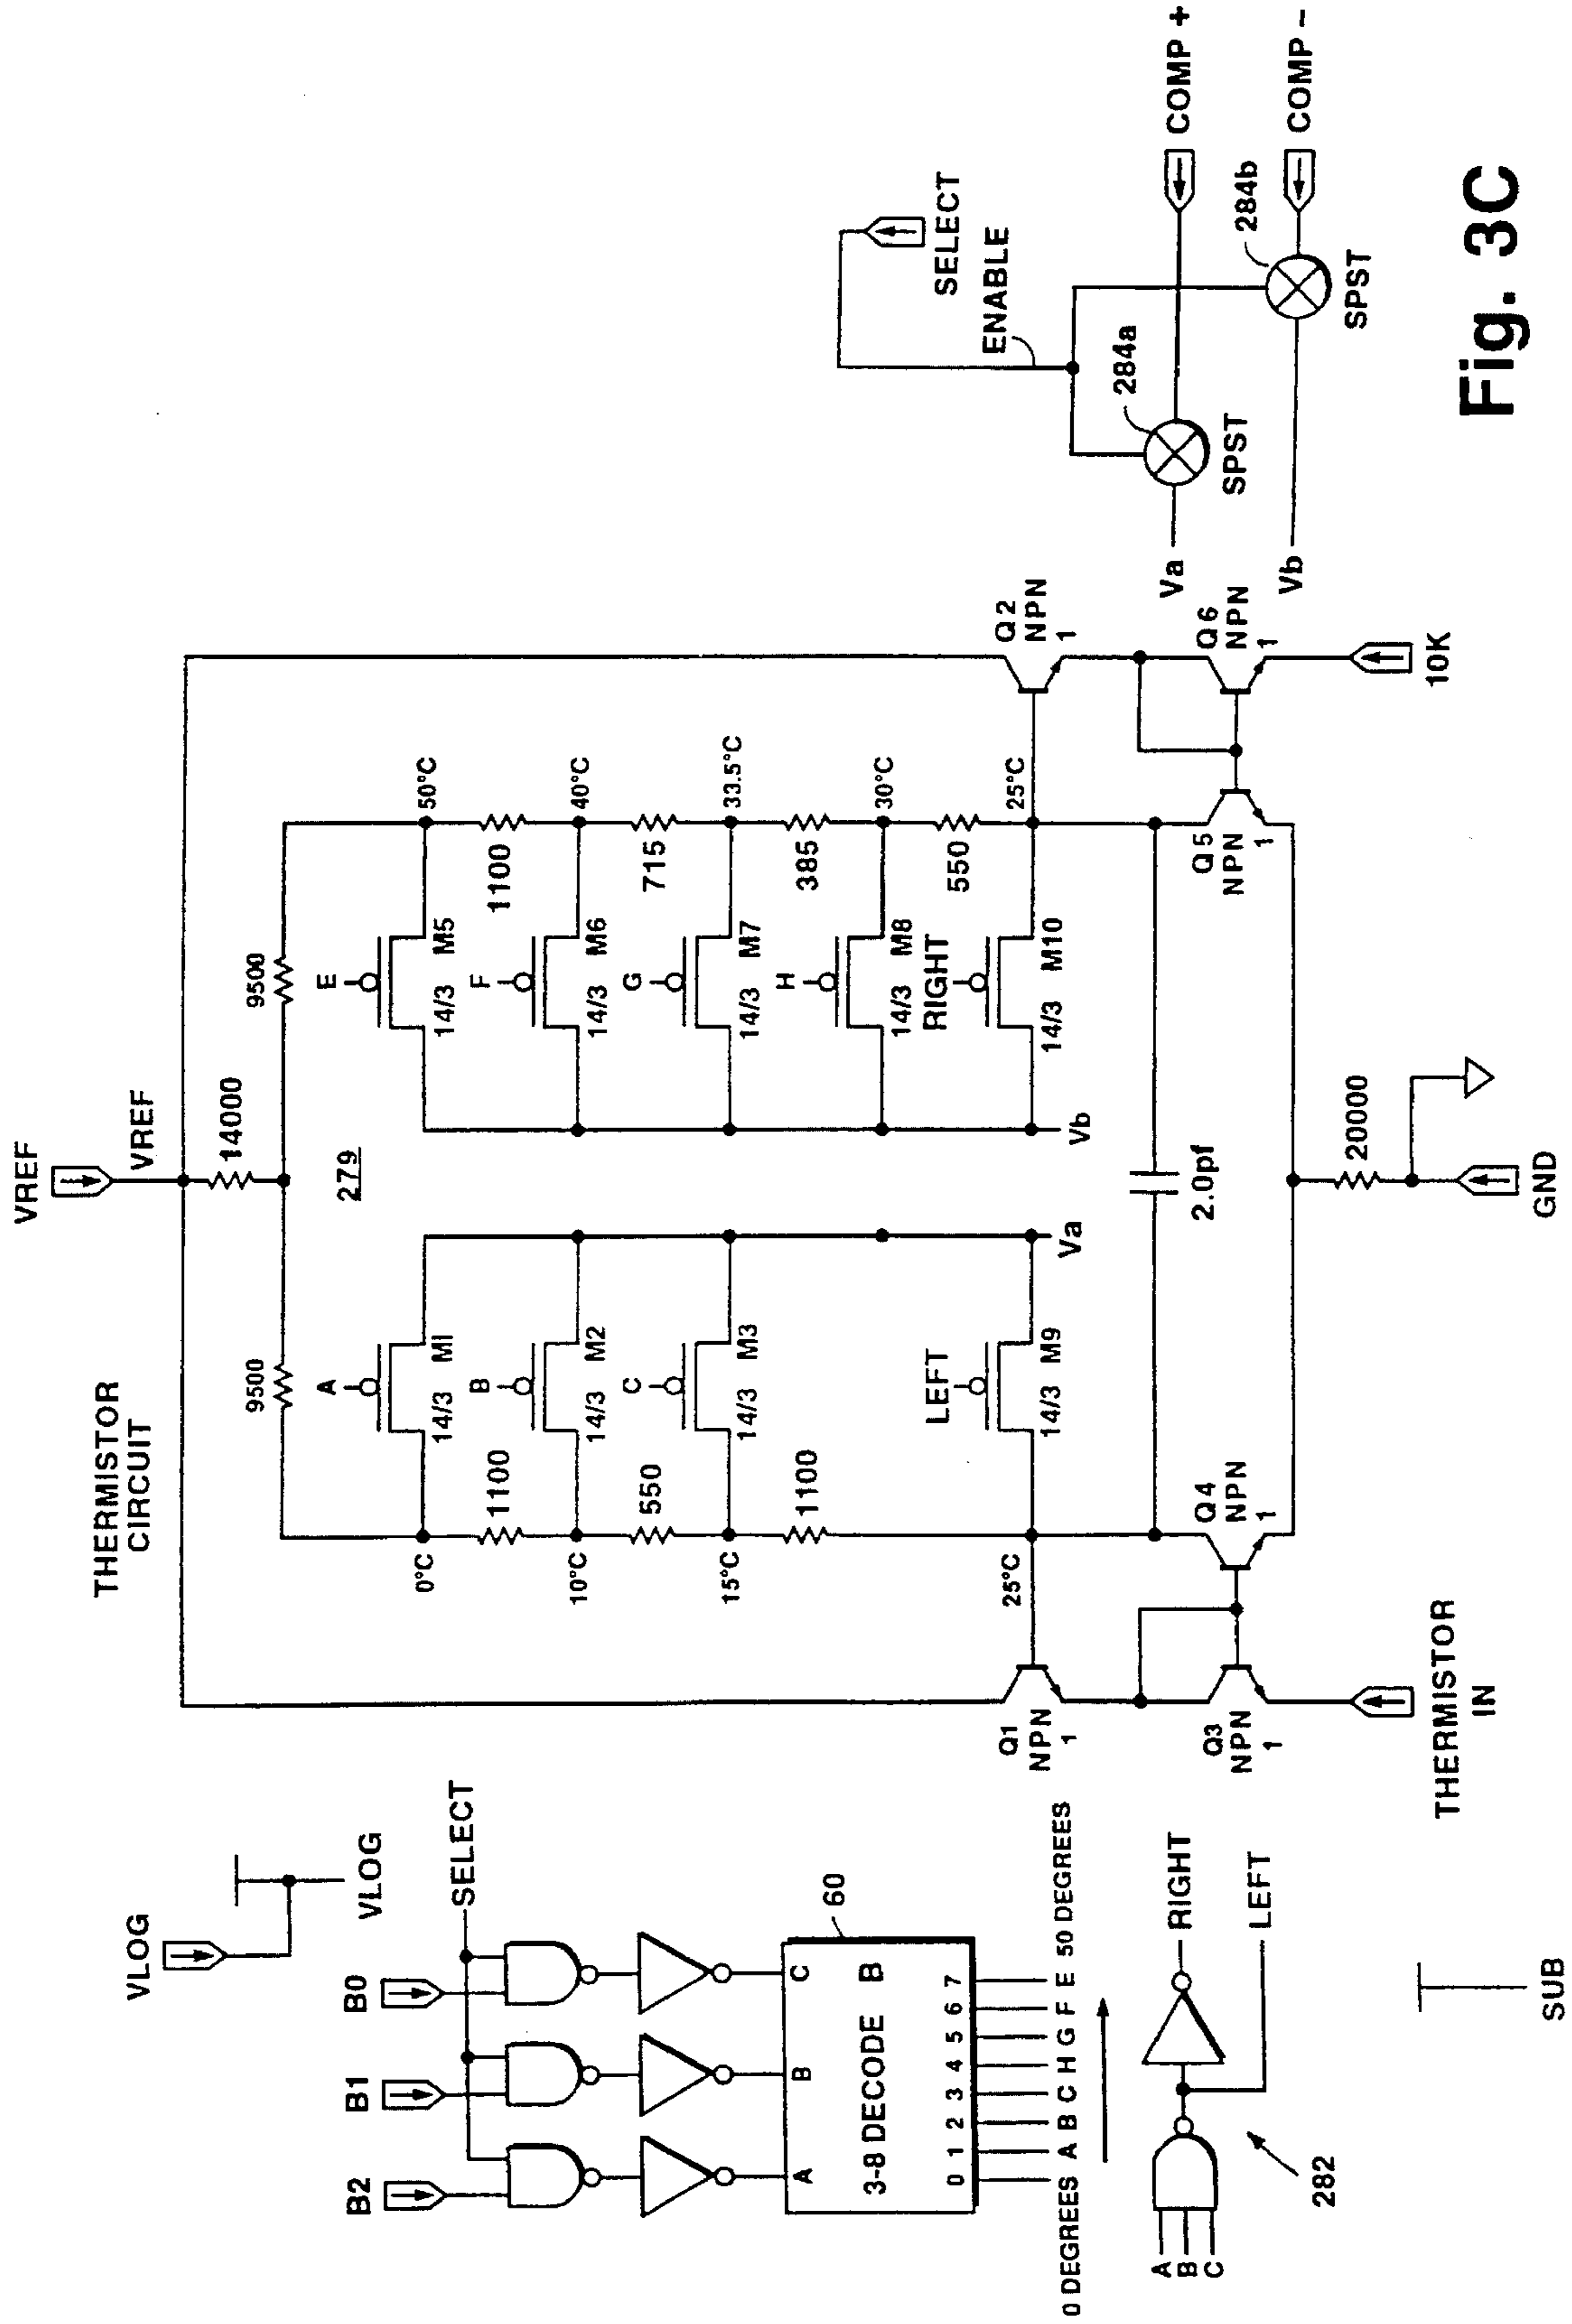 VLOG
VLOG
B2
B1
B0
SELECT
A
B
C
3-8 DECODE
B
60
0 1 2 3 4 5 6 7
0 DEGREES A B C H G F E 50 DEGREES
A
B
C
282
RIGHT
LEFT
SUB
THERMISTOR
CIRCUIT
VREF
VREF
14000
9500
9500
279
0°C
A
14/3 M1
1100
10°C
B
14/3 M2
550
15°C
C
14/3 M3
1100
25°C
LEFT
14/3 M9
Va
E
14/3 M5
50°C
1100
F
14/3 M6
40°C
715
G
14/3 M7
33.5°C
385
H
14/3 M8
30°C
550
RIGHT
14/3 M10
25°C
Vb
2.0pf
Q1
NPN
1
Q3
NPN
1
Q4
NPN
1
Q5
NPN
1
Q2
NPN
1
Q6
NPN
1
THERMISTOR
IN
20000
GND
10K
SELECT
ENABLE
284a
SPST
Va
COMP +
284b
SPST
Vb
COMP -
Fig. 3C